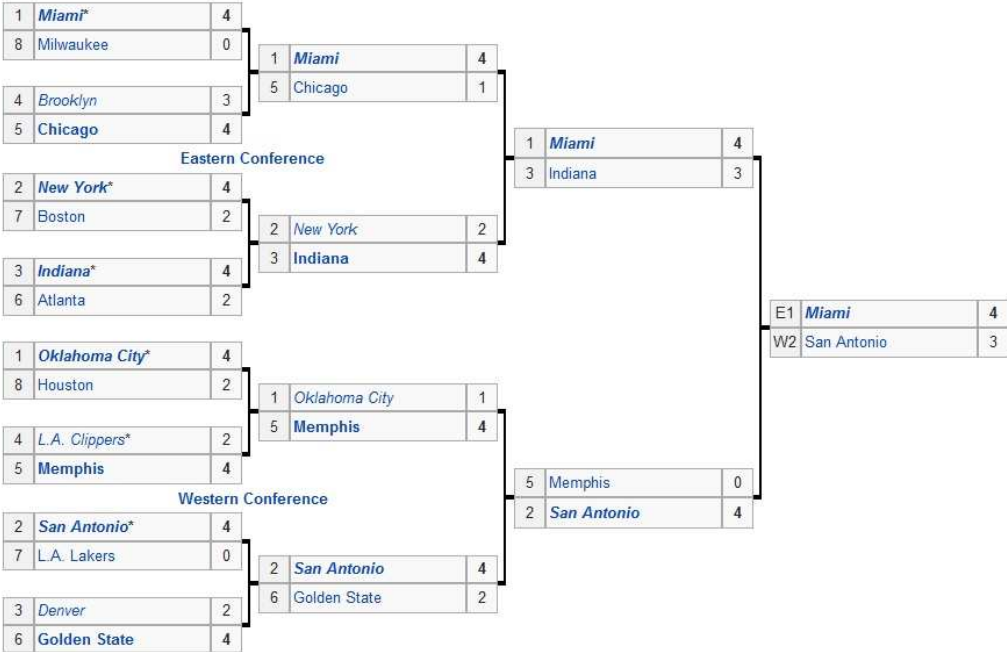 1 Miami* 4
8 Milwaukee 0
4 Brooklyn 3
5 Chicago 4
Eastern Conference
2 New York* 4
7 Boston 2
3 Indiana* 4
6 Atlanta 2
1 Oklahoma City* 4
8 Houston 2
4 L.A. Clippers* 2
5 Memphis 4
Western Conference
2 San Antonio* 4
7 L.A. Lakers 0
3 Denver 2
6 Golden State 4
1 Miami 4
5 Chicago 1
2 New York 2
3 Indiana 4
1 Oklahoma City 1
5 Memphis 4
2 San Antonio 4
6 Golden State 2
1 Miami 4
3 Indiana 3
5 Memphis 0
2 San Antonio 4
E1 Miami 4
W2 San Antonio 3